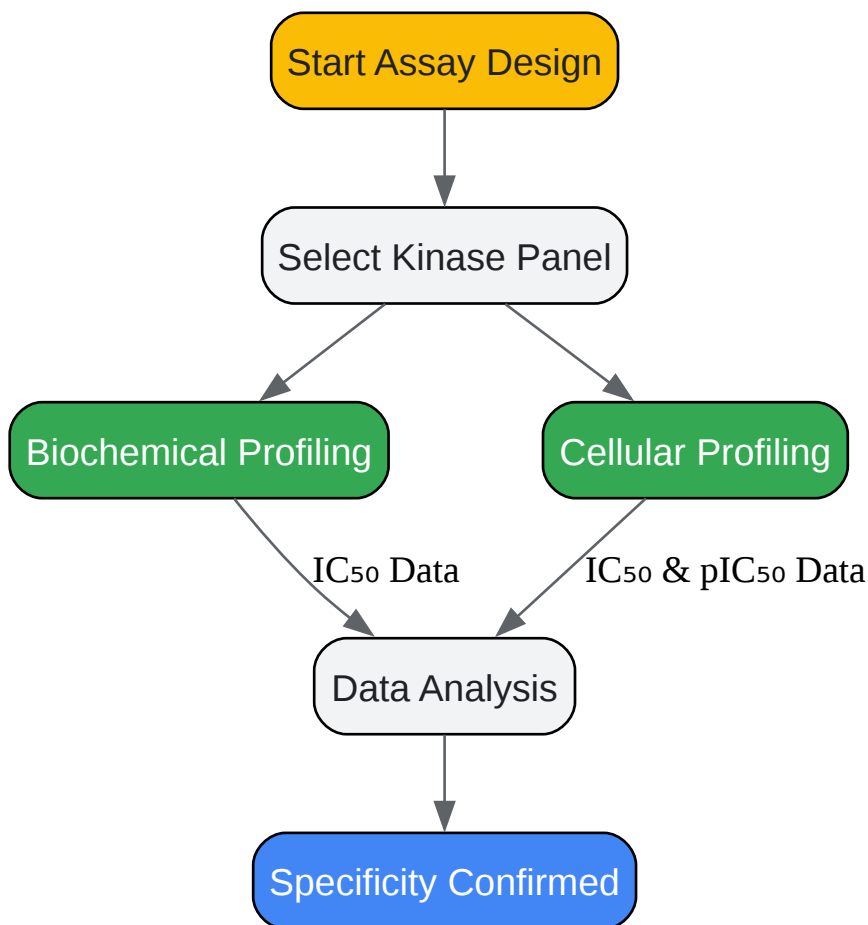 Start Assay Design
Select Kinase Panel
Biochemical Profiling
Cellular Profiling
IC₅₀ Data
IC₅₀ & pIC₅₀ Data
Data Analysis
Specificity Confirmed